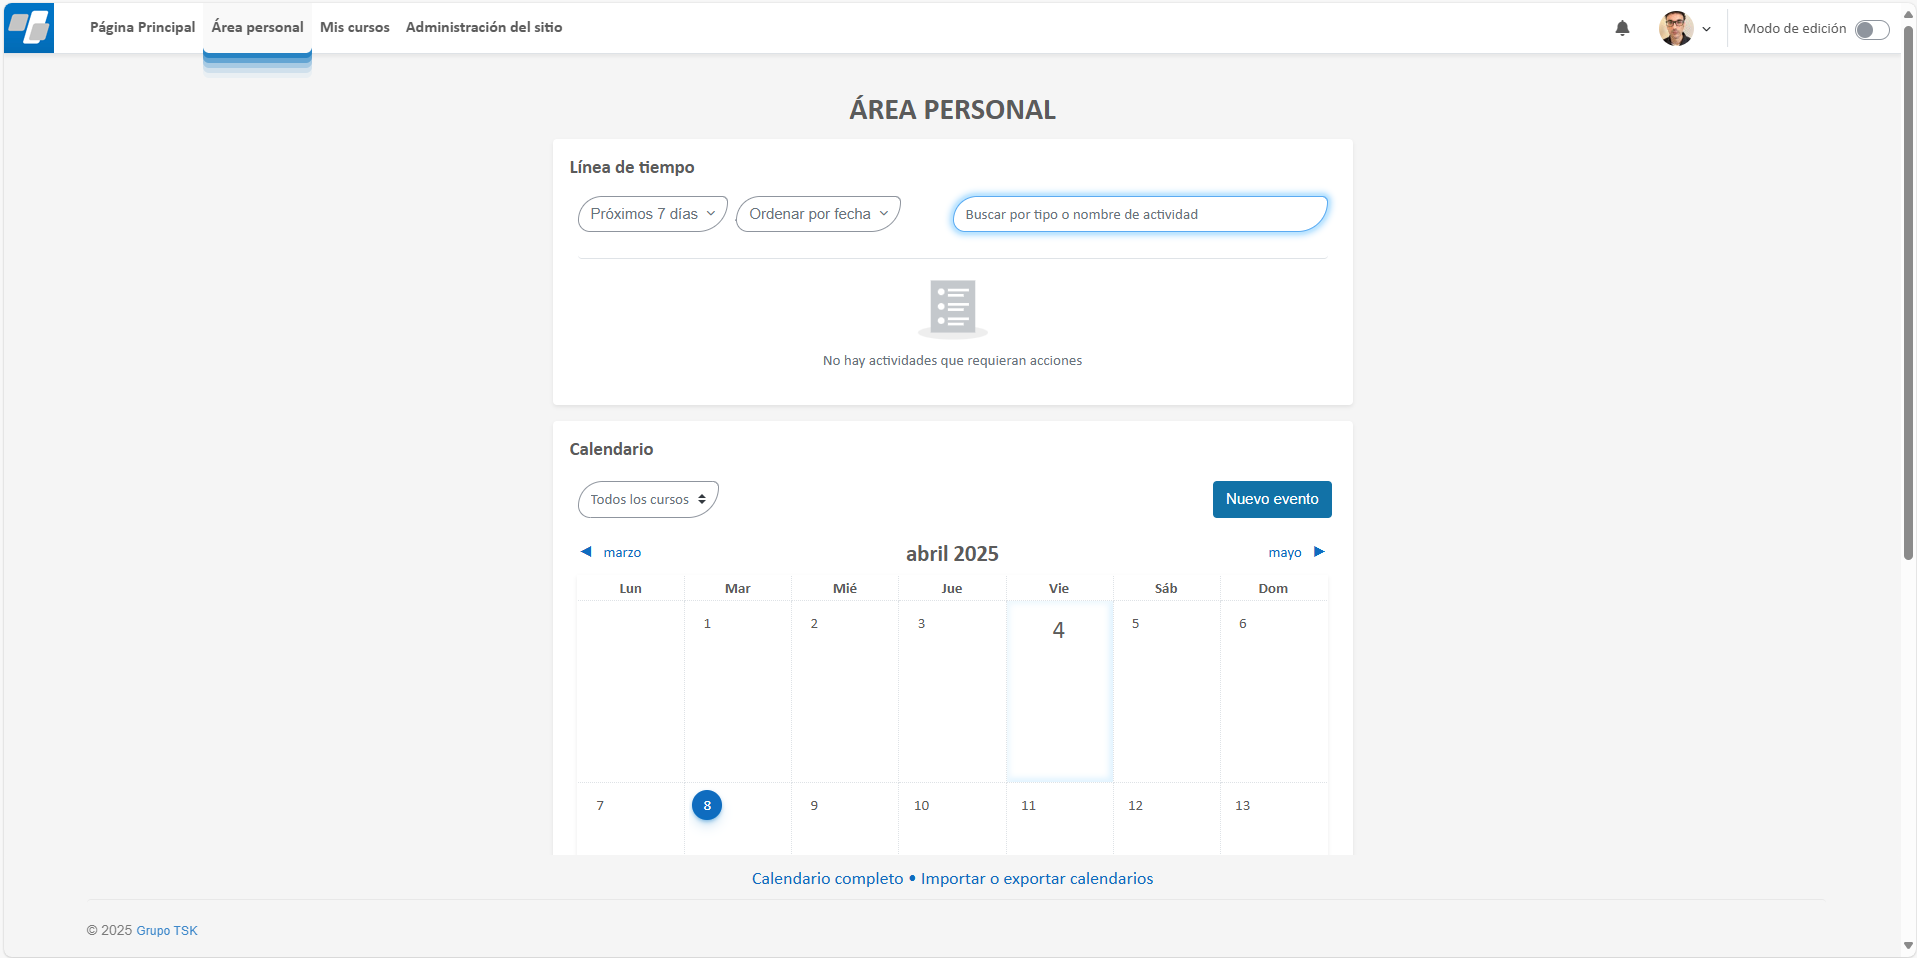 Página Principal
Área personal
Mis cursos
Administración del sitio
Modo de edición
ÁREA PERSONAL
Línea de tiempo
Próximos 7 días
Ordenar por fecha
Buscar por tipo o nombre de actividad
No hay actividades que requieran acciones
Calendario
Todos los cursos
Nuevo evento
◄ marzo
abril 2025
mayo ►
Lun Mar Mié Jue Vie Sáb Dom
1 2 3 4 5 6
7 8 9 10 11 12 13
Calendario completo • Importar o exportar calendarios
© 2025 Grupo TSK